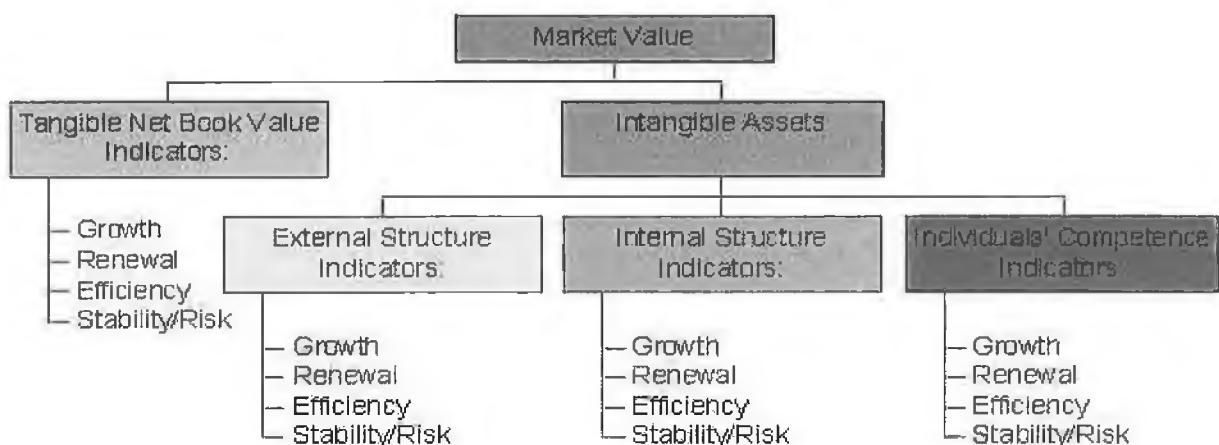 Market Value
Tangible Net Book Value
Indicators:
Growth
Renewal
Efficiency
Stability/Risk
Intangible Assets
External Structure
Indicators:
Growth
Renewal
Efficiency
Stability/Risk
Internal Structure
Indicators:
Growth
Renewal
Efficiency
Stability/Risk
Individuals' Competence
Indicators
Growth
Renewal
Efficiency
Stability/Risk